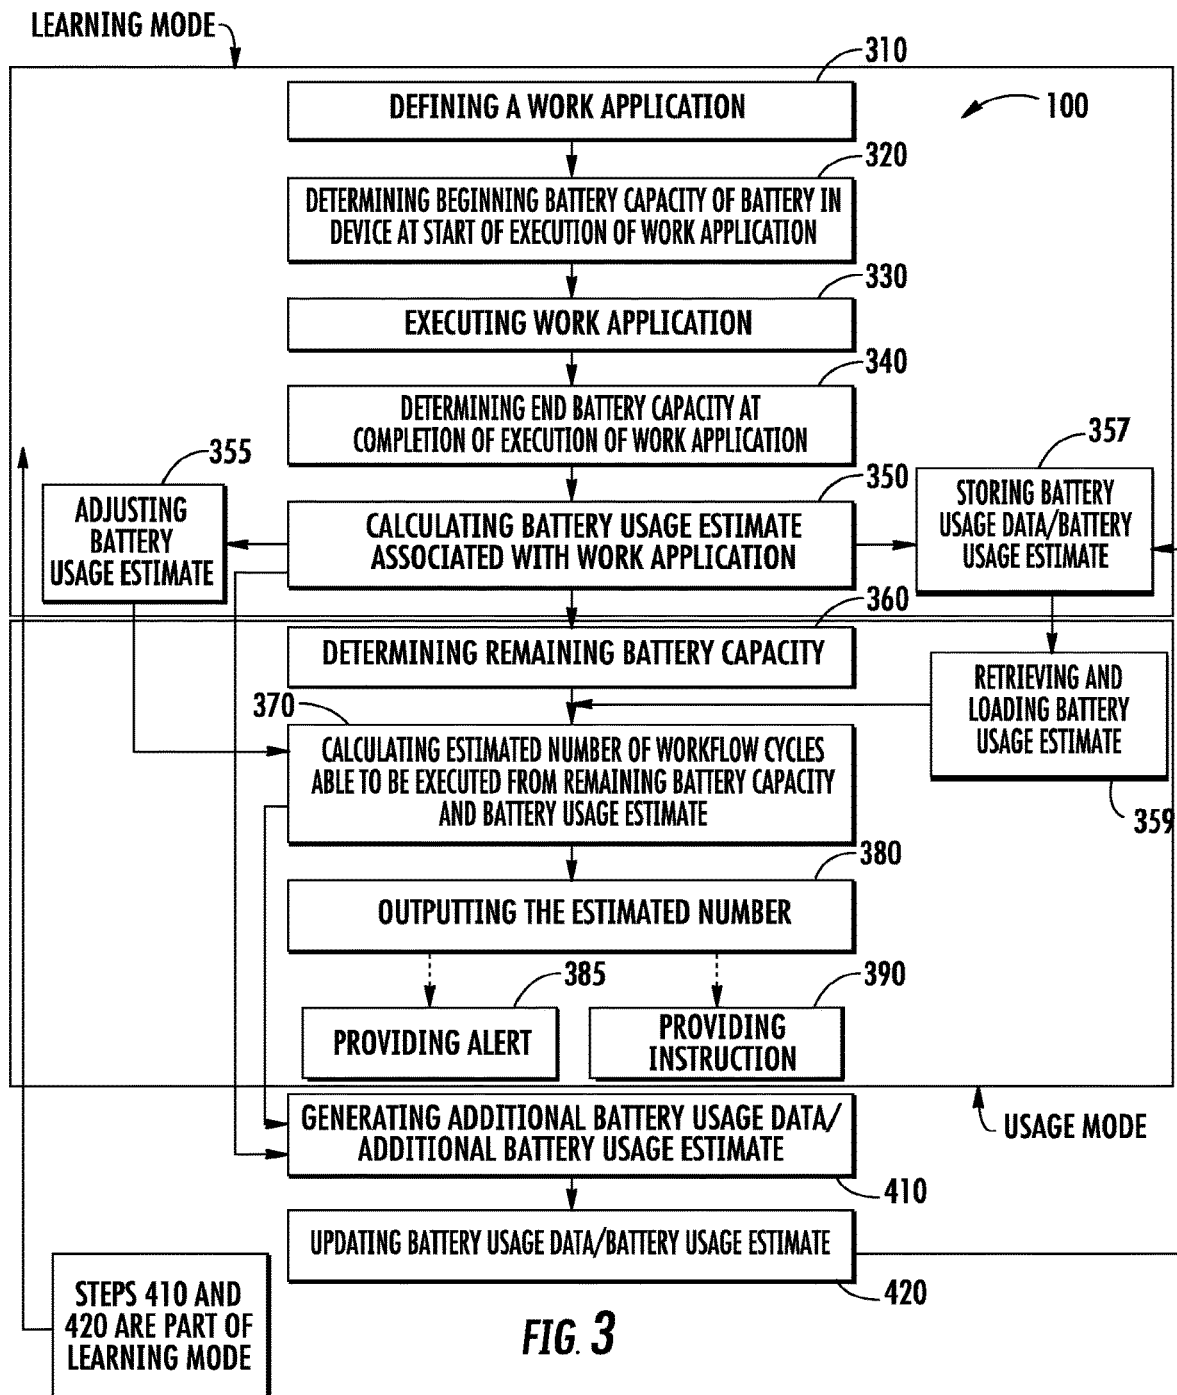 LEARNING MODE
310
DEFINING A WORK APPLICATION
100
320
DETERMINING BEGINNING BATTERY CAPACITY OF BATTERY IN
DEVICE AT START OF EXECUTION OF WORK APPLICATION
330
EXECUTING WORK APPLICATION
340
DETERMINING END BATTERY CAPACITY AT
COMPLETION OF EXECUTION OF WORK APPLICATION
355
ADJUSTING
BATTERY
USAGE ESTIMATE
350
CALCULATING BATTERY USAGE ESTIMATE
ASSOCIATED WITH WORK APPLICATION
357
STORING BATTERY
USAGE DATA/BATTERY
USAGE ESTIMATE
360
DETERMINING REMAINING BATTERY CAPACITY
RETRIEVING AND
LOADING BATTERY
USAGE ESTIMATE
359
370
CALCULATING ESTIMATED NUMBER OF WORKFLOW CYCLES
ABLE TO BE EXECUTED FROM REMAINING BATTERY CAPACITY
AND BATTERY USAGE ESTIMATE
380
OUTPUTTING THE ESTIMATED NUMBER
385
PROVIDING ALERT
390
PROVIDING
INSTRUCTION
USAGE MODE
GENERATING ADDITIONAL BATTERY USAGE DATA/
ADDITIONAL BATTERY USAGE ESTIMATE
410
UPDATING BATTERY USAGE DATA/BATTERY USAGE ESTIMATE
420
STEPS 410 AND
420 ARE PART OF
LEARNING MODE
FIG. 3